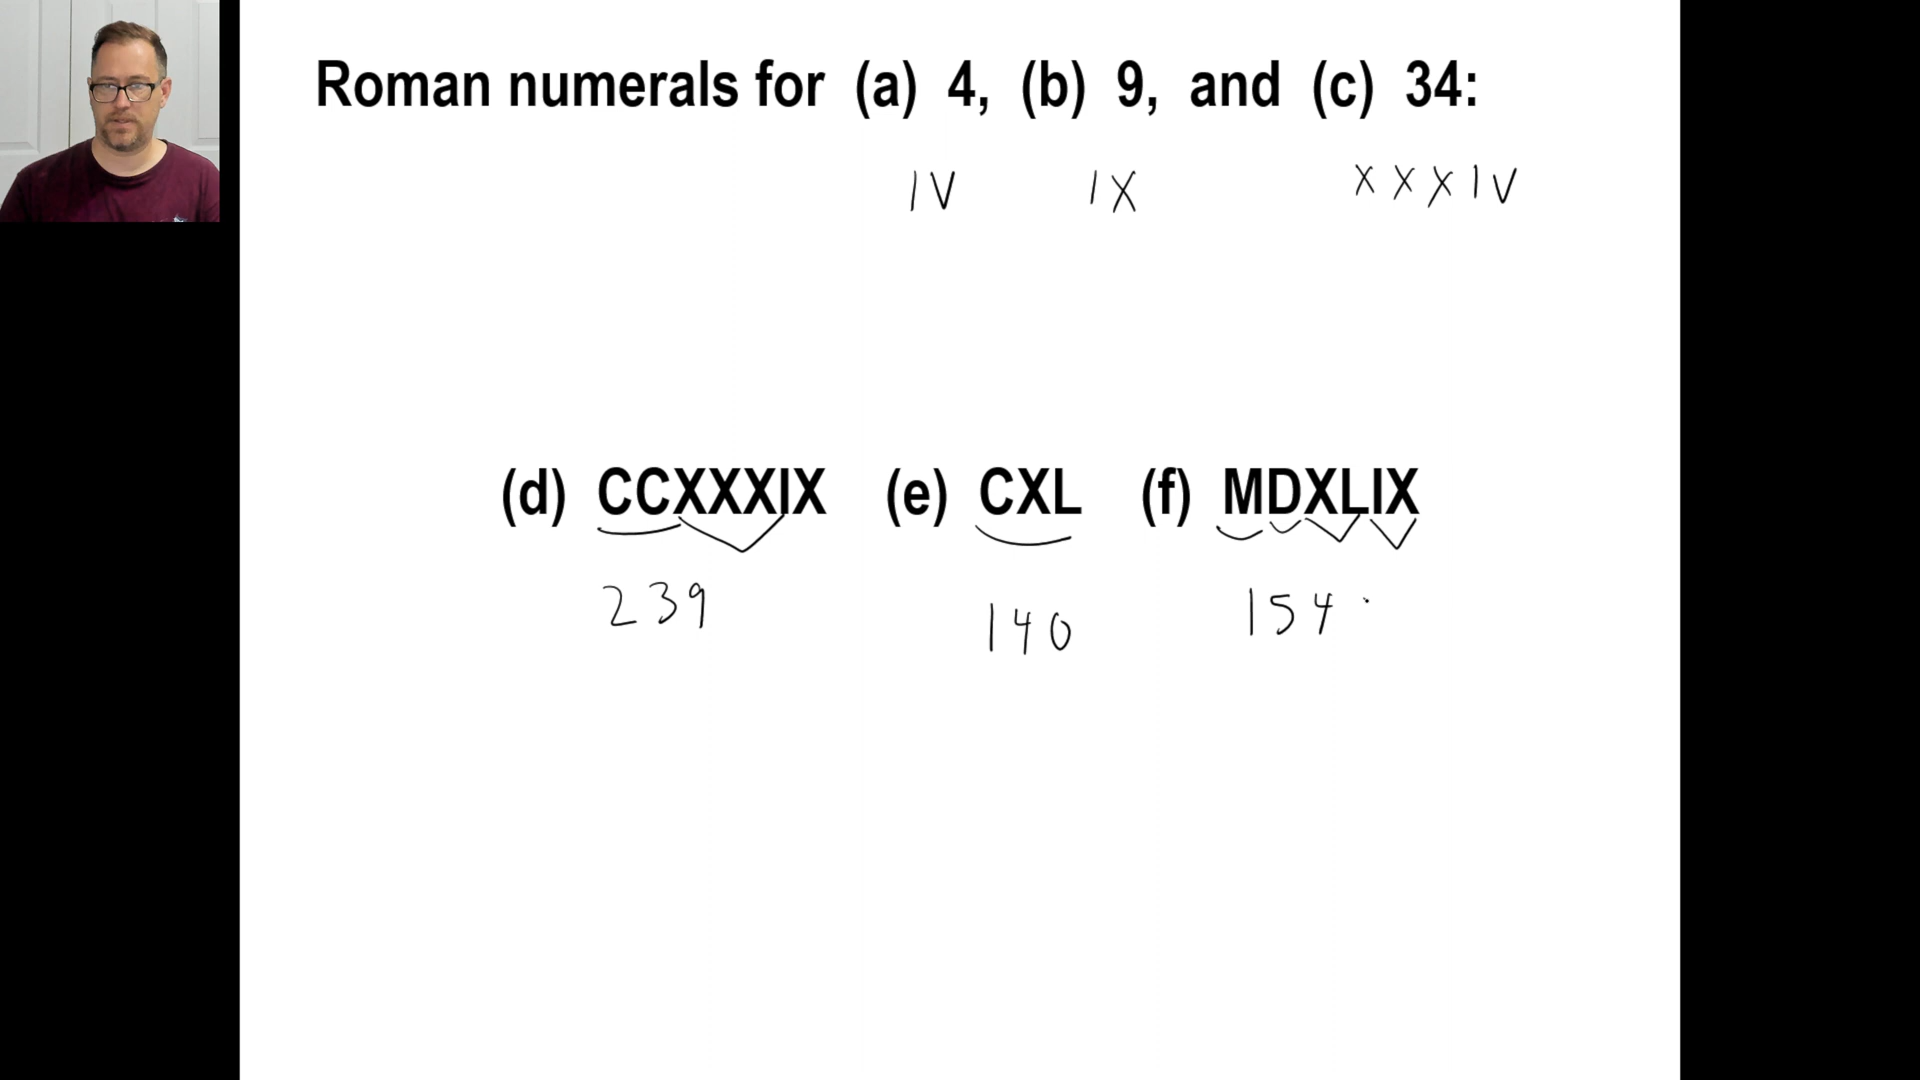 Roman numerals for (a) 4, (b) 9, and (c) 34:
IV IX XXXIV
(d) CCXXXIX (e) CXL (f) MDXLIX
239 140 154